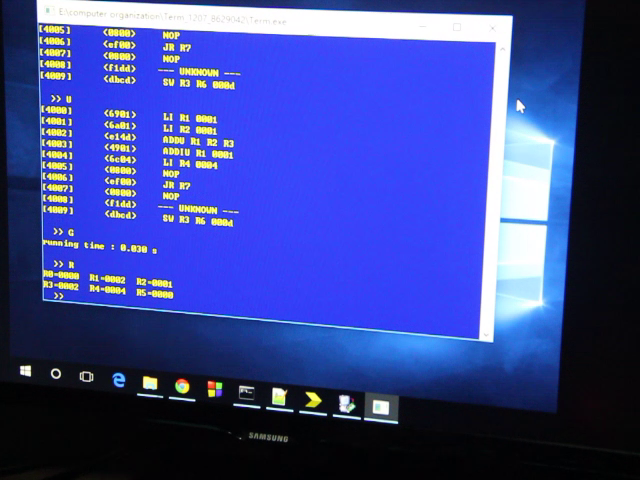 E:\computer_organization\Term_1207_8629042\Term.exe
[4005] <0800> NOP
[4006] <ef00> JR R7
[4007] <0800> NOP
[4008] <f1dd> --- UNKNOWN ---
[4009] <dbcd> SW R3 R6 000d
>> U
[4000] <6901> LI R1 0001
[4001] <6a01> LI R2 0001
[4002] <e14d> ADDU R1 R2 R3
[4003] <4901> ADDIU R1 0001
[4004] <6c04> LI R4 0004
[4005] <0800> NOP
[4006] <ef00> JR R7
[4007] <0800> NOP
[4008] <f1dd> --- UNKNOWN ---
[4009] <dbcd> SW R3 R6 000d
>> G
running time : 0.030 s
>> R
R0=0000 R1=0002 R2=0001
R3=0002 R4=0004 R5=0000
>>
SAMSUNG